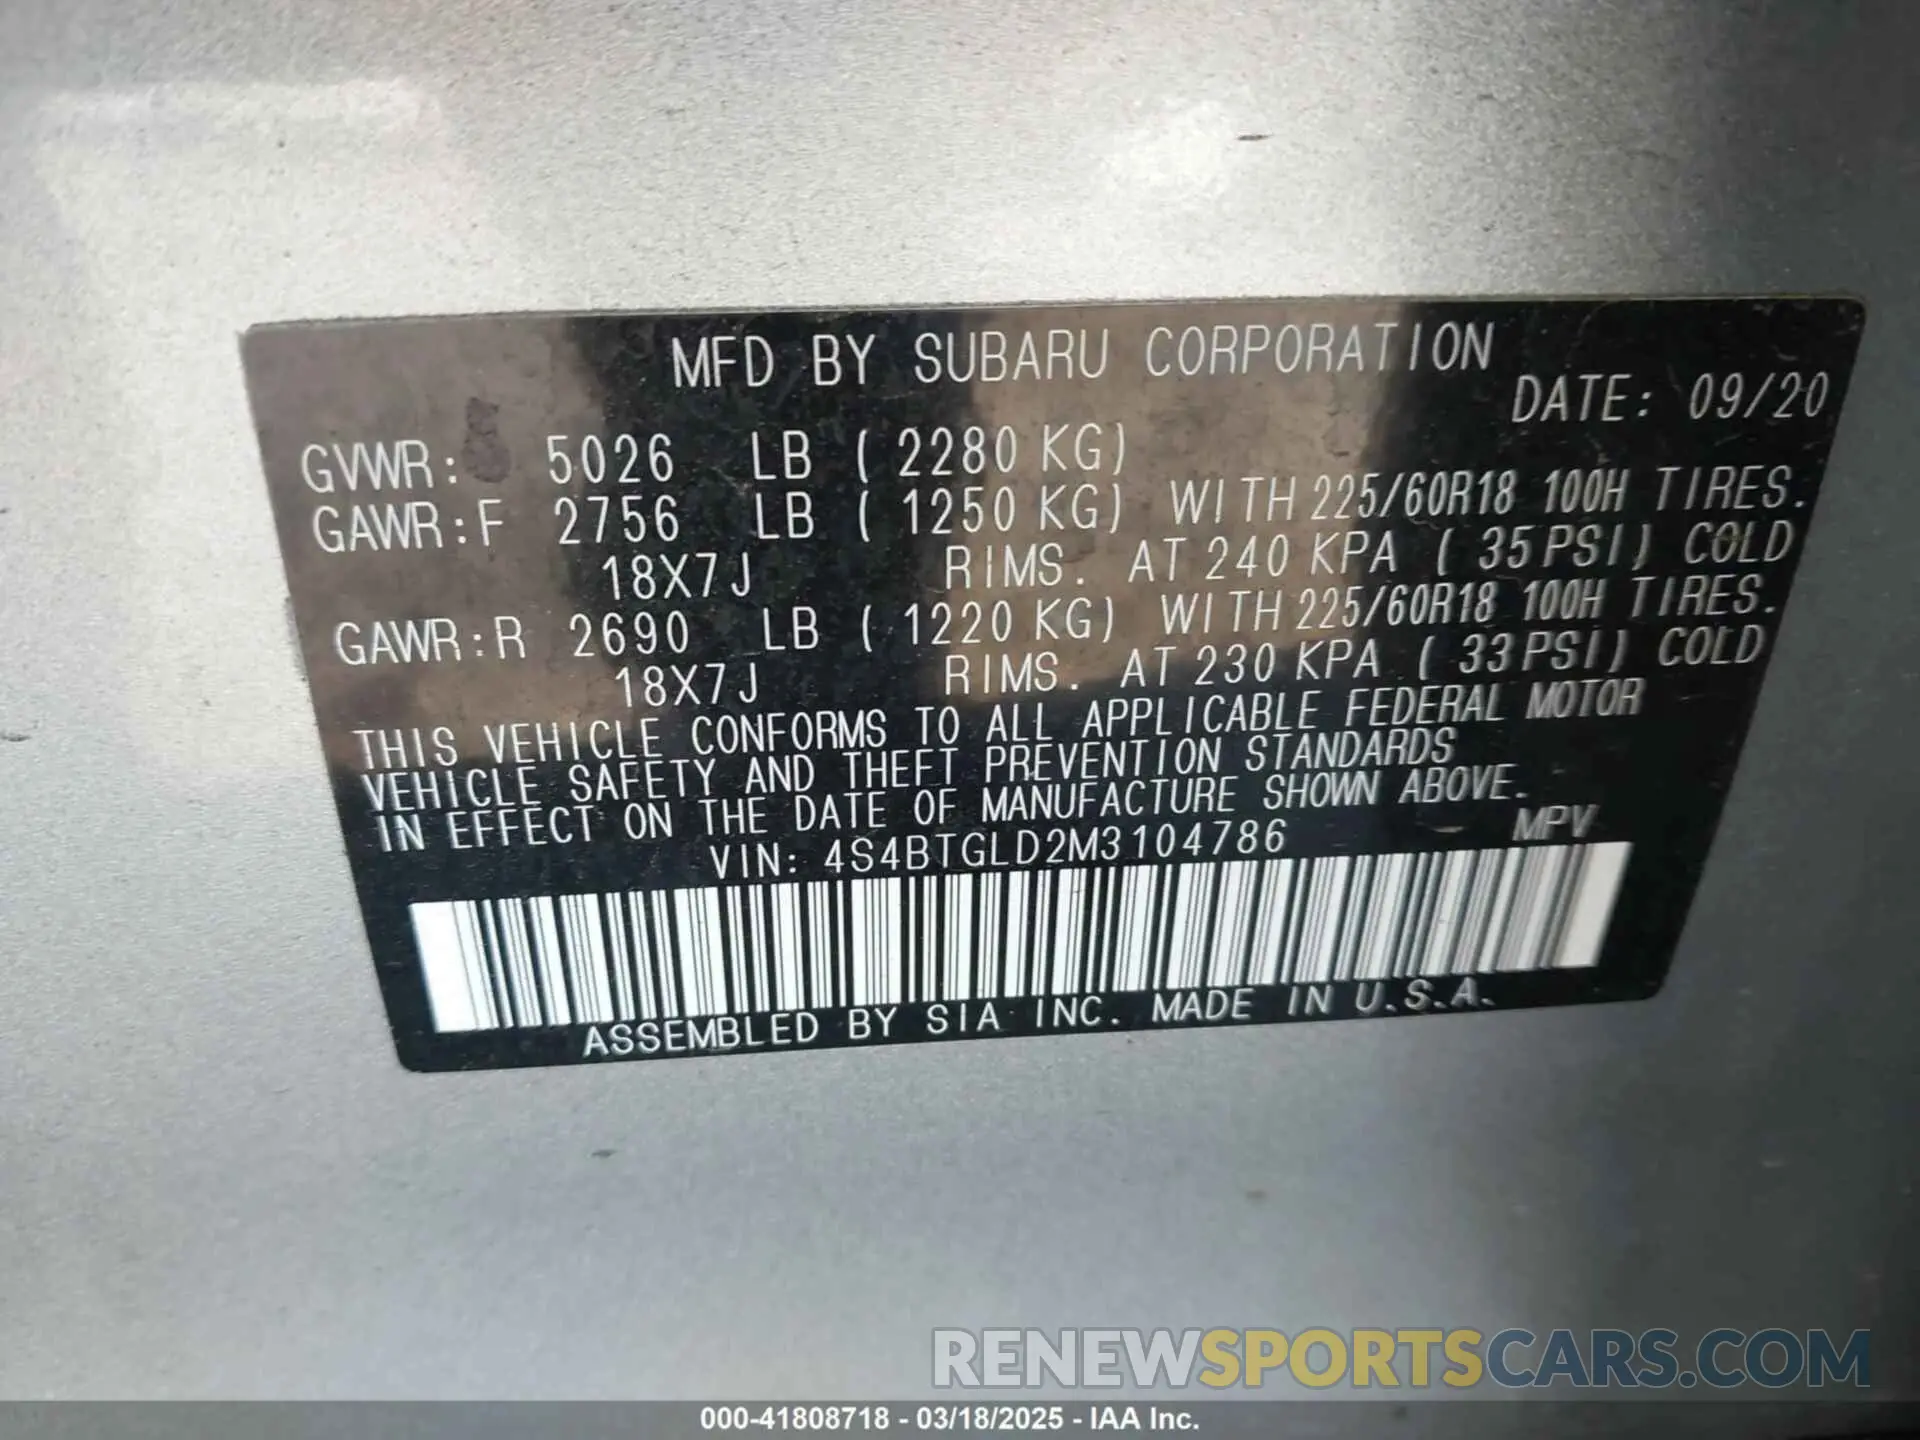 MFD BY SUBARU CORPORATION
DATE: 09/20
GVWR: 5026 LB ( 2280 KG)
GAWR:F 2756 LB ( 1250 KG) WITH 225/60R18 100H TIRES.
18X7J RIMS. AT 240 KPA ( 35 PSI) COLD
GAWR:R 2690 LB ( 1220 KG) WITH 225/60R18 100H TIRES.
18X7J RIMS. AT 230 KPA ( 33 PSI) COLD
THIS VEHICLE CONFORMS TO ALL APPLICABLE FEDERAL MOTOR
VEHICLE SAFETY AND THEFT PREVENTION STANDARDS
IN EFFECT ON THE DATE OF MANUFACTURE SHOWN ABOVE.
VIN: 4S4BTGLD2M3104786 MPV
ASSEMBLED BY SIA INC. MADE IN U.S.A.
RENEWSPORTSCARS.COM
000-41808718 - 03/18/2025 - IAA Inc.